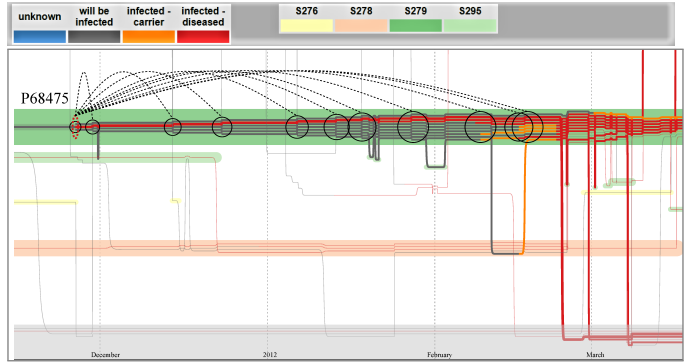 unknown
will be
infected
infected -
carrier
infected -
diseased
S276
S278
S279
S295
P68475
December
2012
February
March